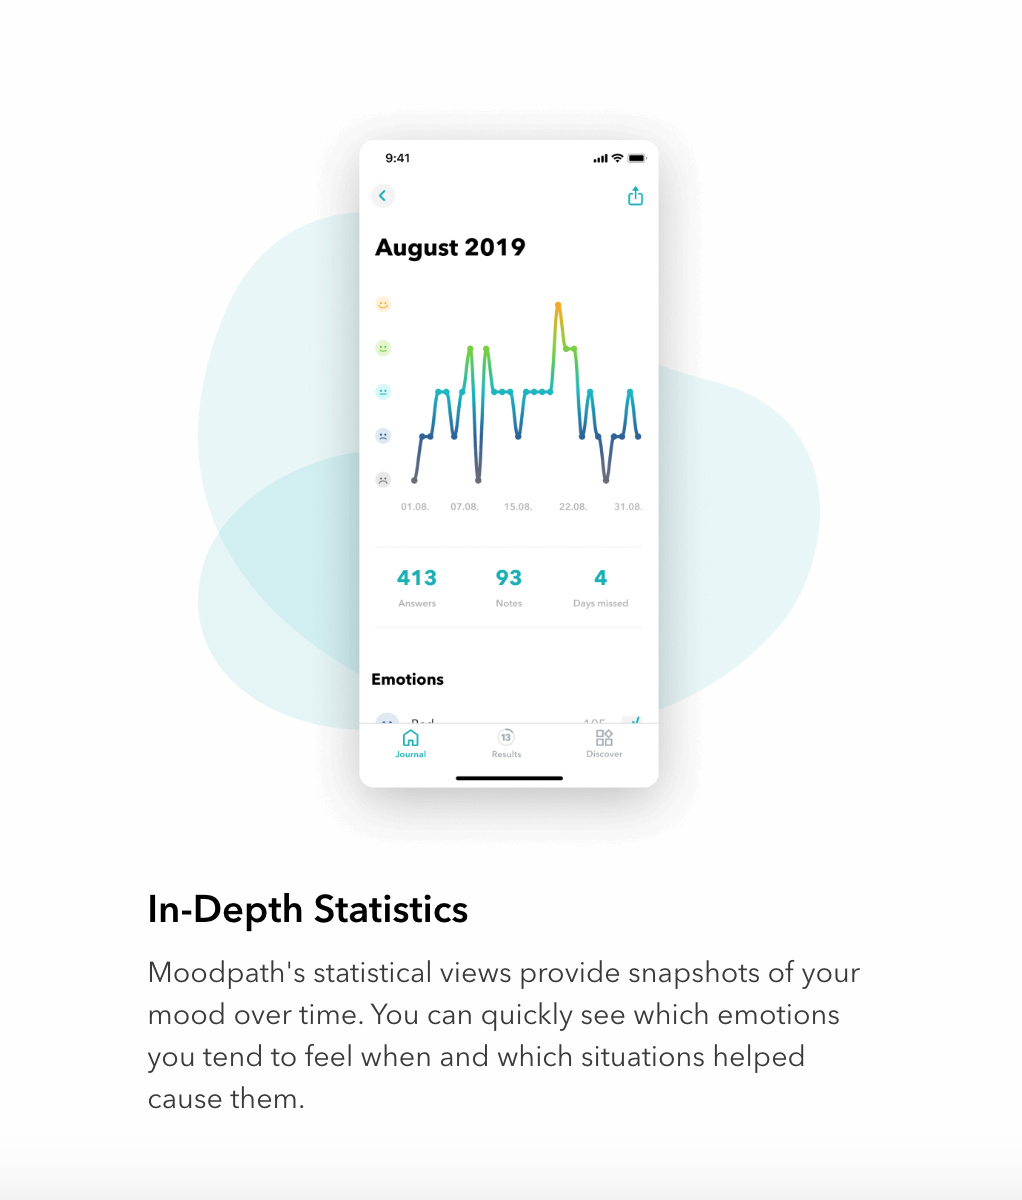 9:41
August 2019
01.08. 07.08. 15.08. 22.08. 31.08.
413 93 4
Answers Notes Days missed
Emotions
13
Journal Results Discover
In-Depth Statistics
Moodpath's statistical views provide snapshots of your
mood over time. You can quickly see which emotions
you tend to feel when and which situations helped
cause them.